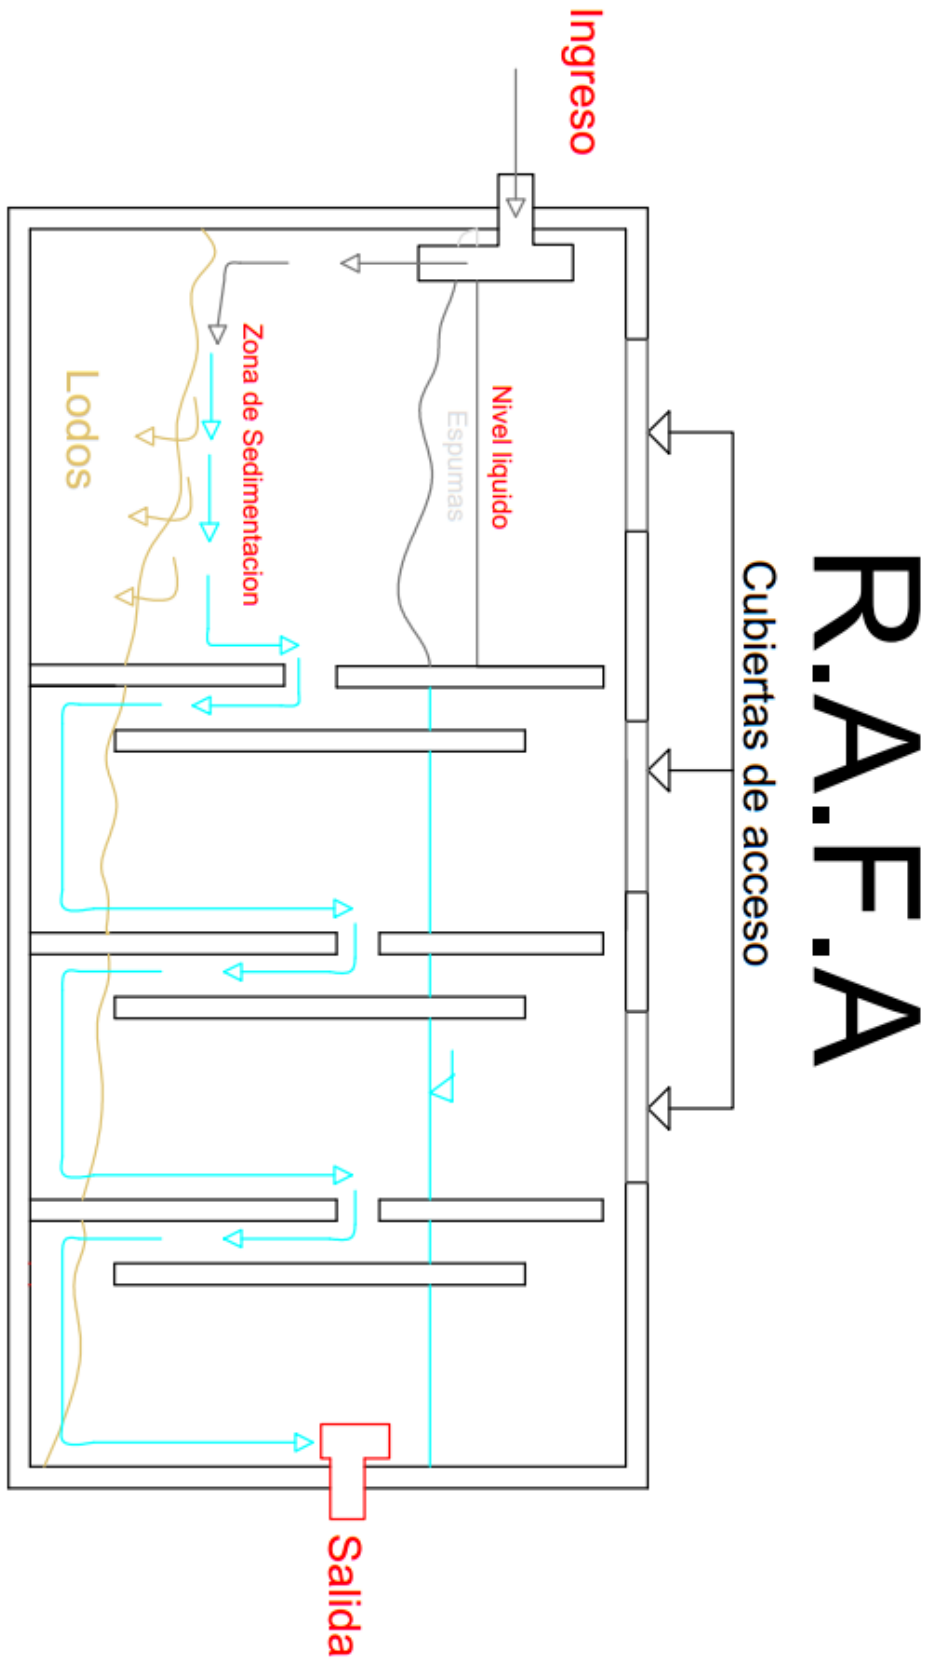 R.A.F.A
Cubiertas de acceso
Ingreso
Nivel liquido
Espumas
Zona de Sedimentacion
Lodos
Salida